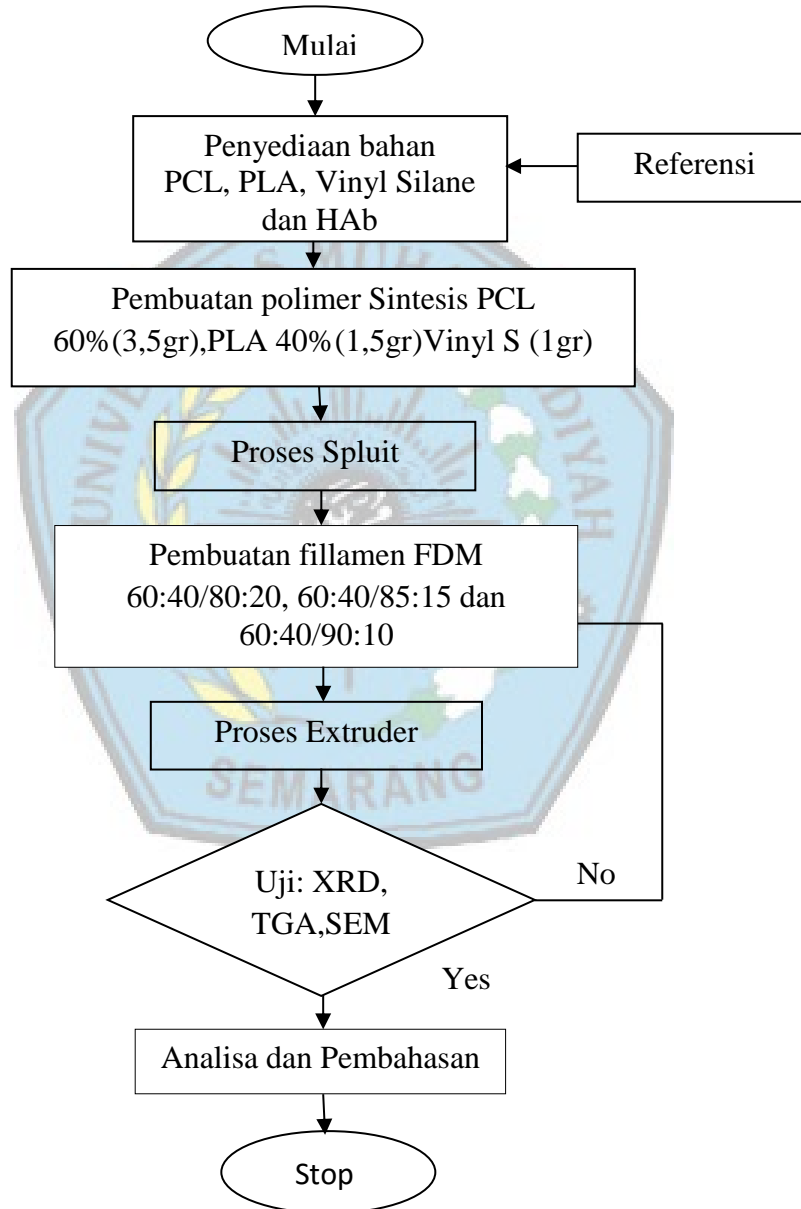 Mulai
Penyediaan bahan
PCL, PLA, Vinyl Silane
dan HAb
Referensi
Pembuatan polimer Sintesis PCL
60%(3,5gr),PLA 40%(1,5gr)Vinyl S (1gr)
Proses Spluit
Pembuatan fillamen FDM
60:40/80:20, 60:40/85:15 dan
60:40/90:10
Proses Extruder
SEMARANG
Uji: XRD,
TGA,SEM
No
Yes
Analisa dan Pembahasan
Stop